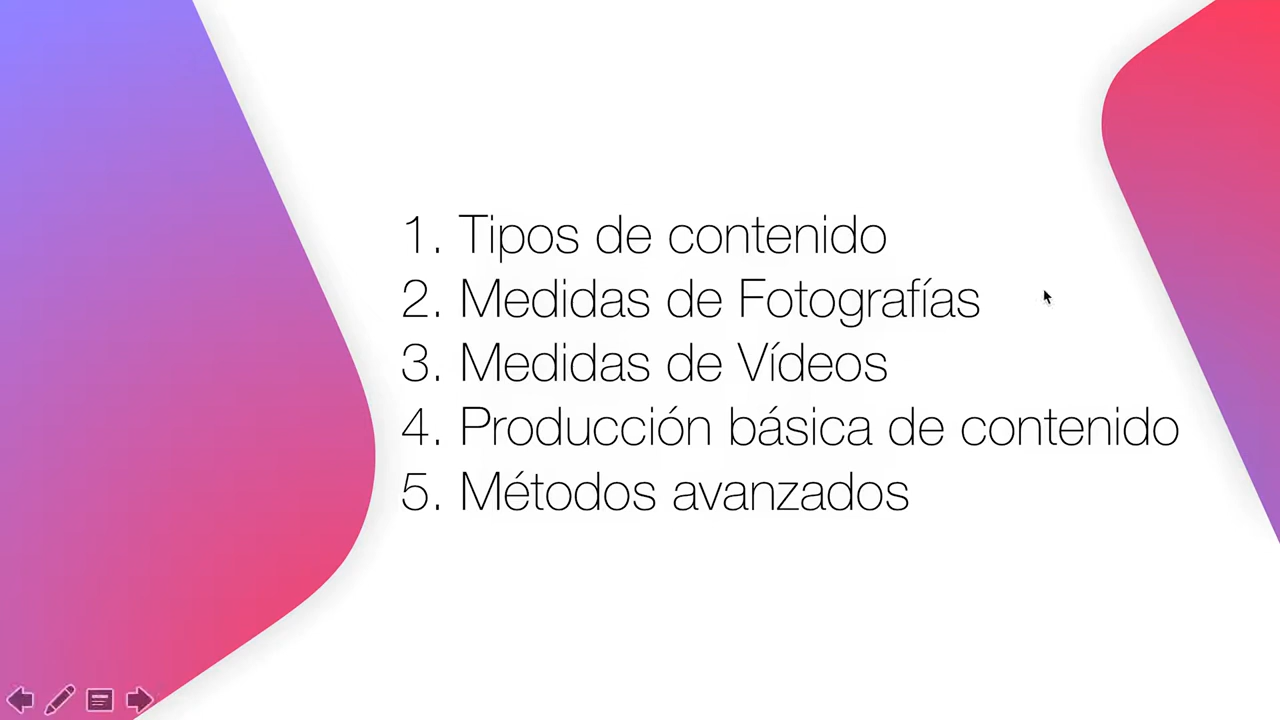 1. Tipos de contenido
2. Medidas de Fotografías
3. Medidas de Vídeos
4. Producción básica de contenido
5. Métodos avanzados